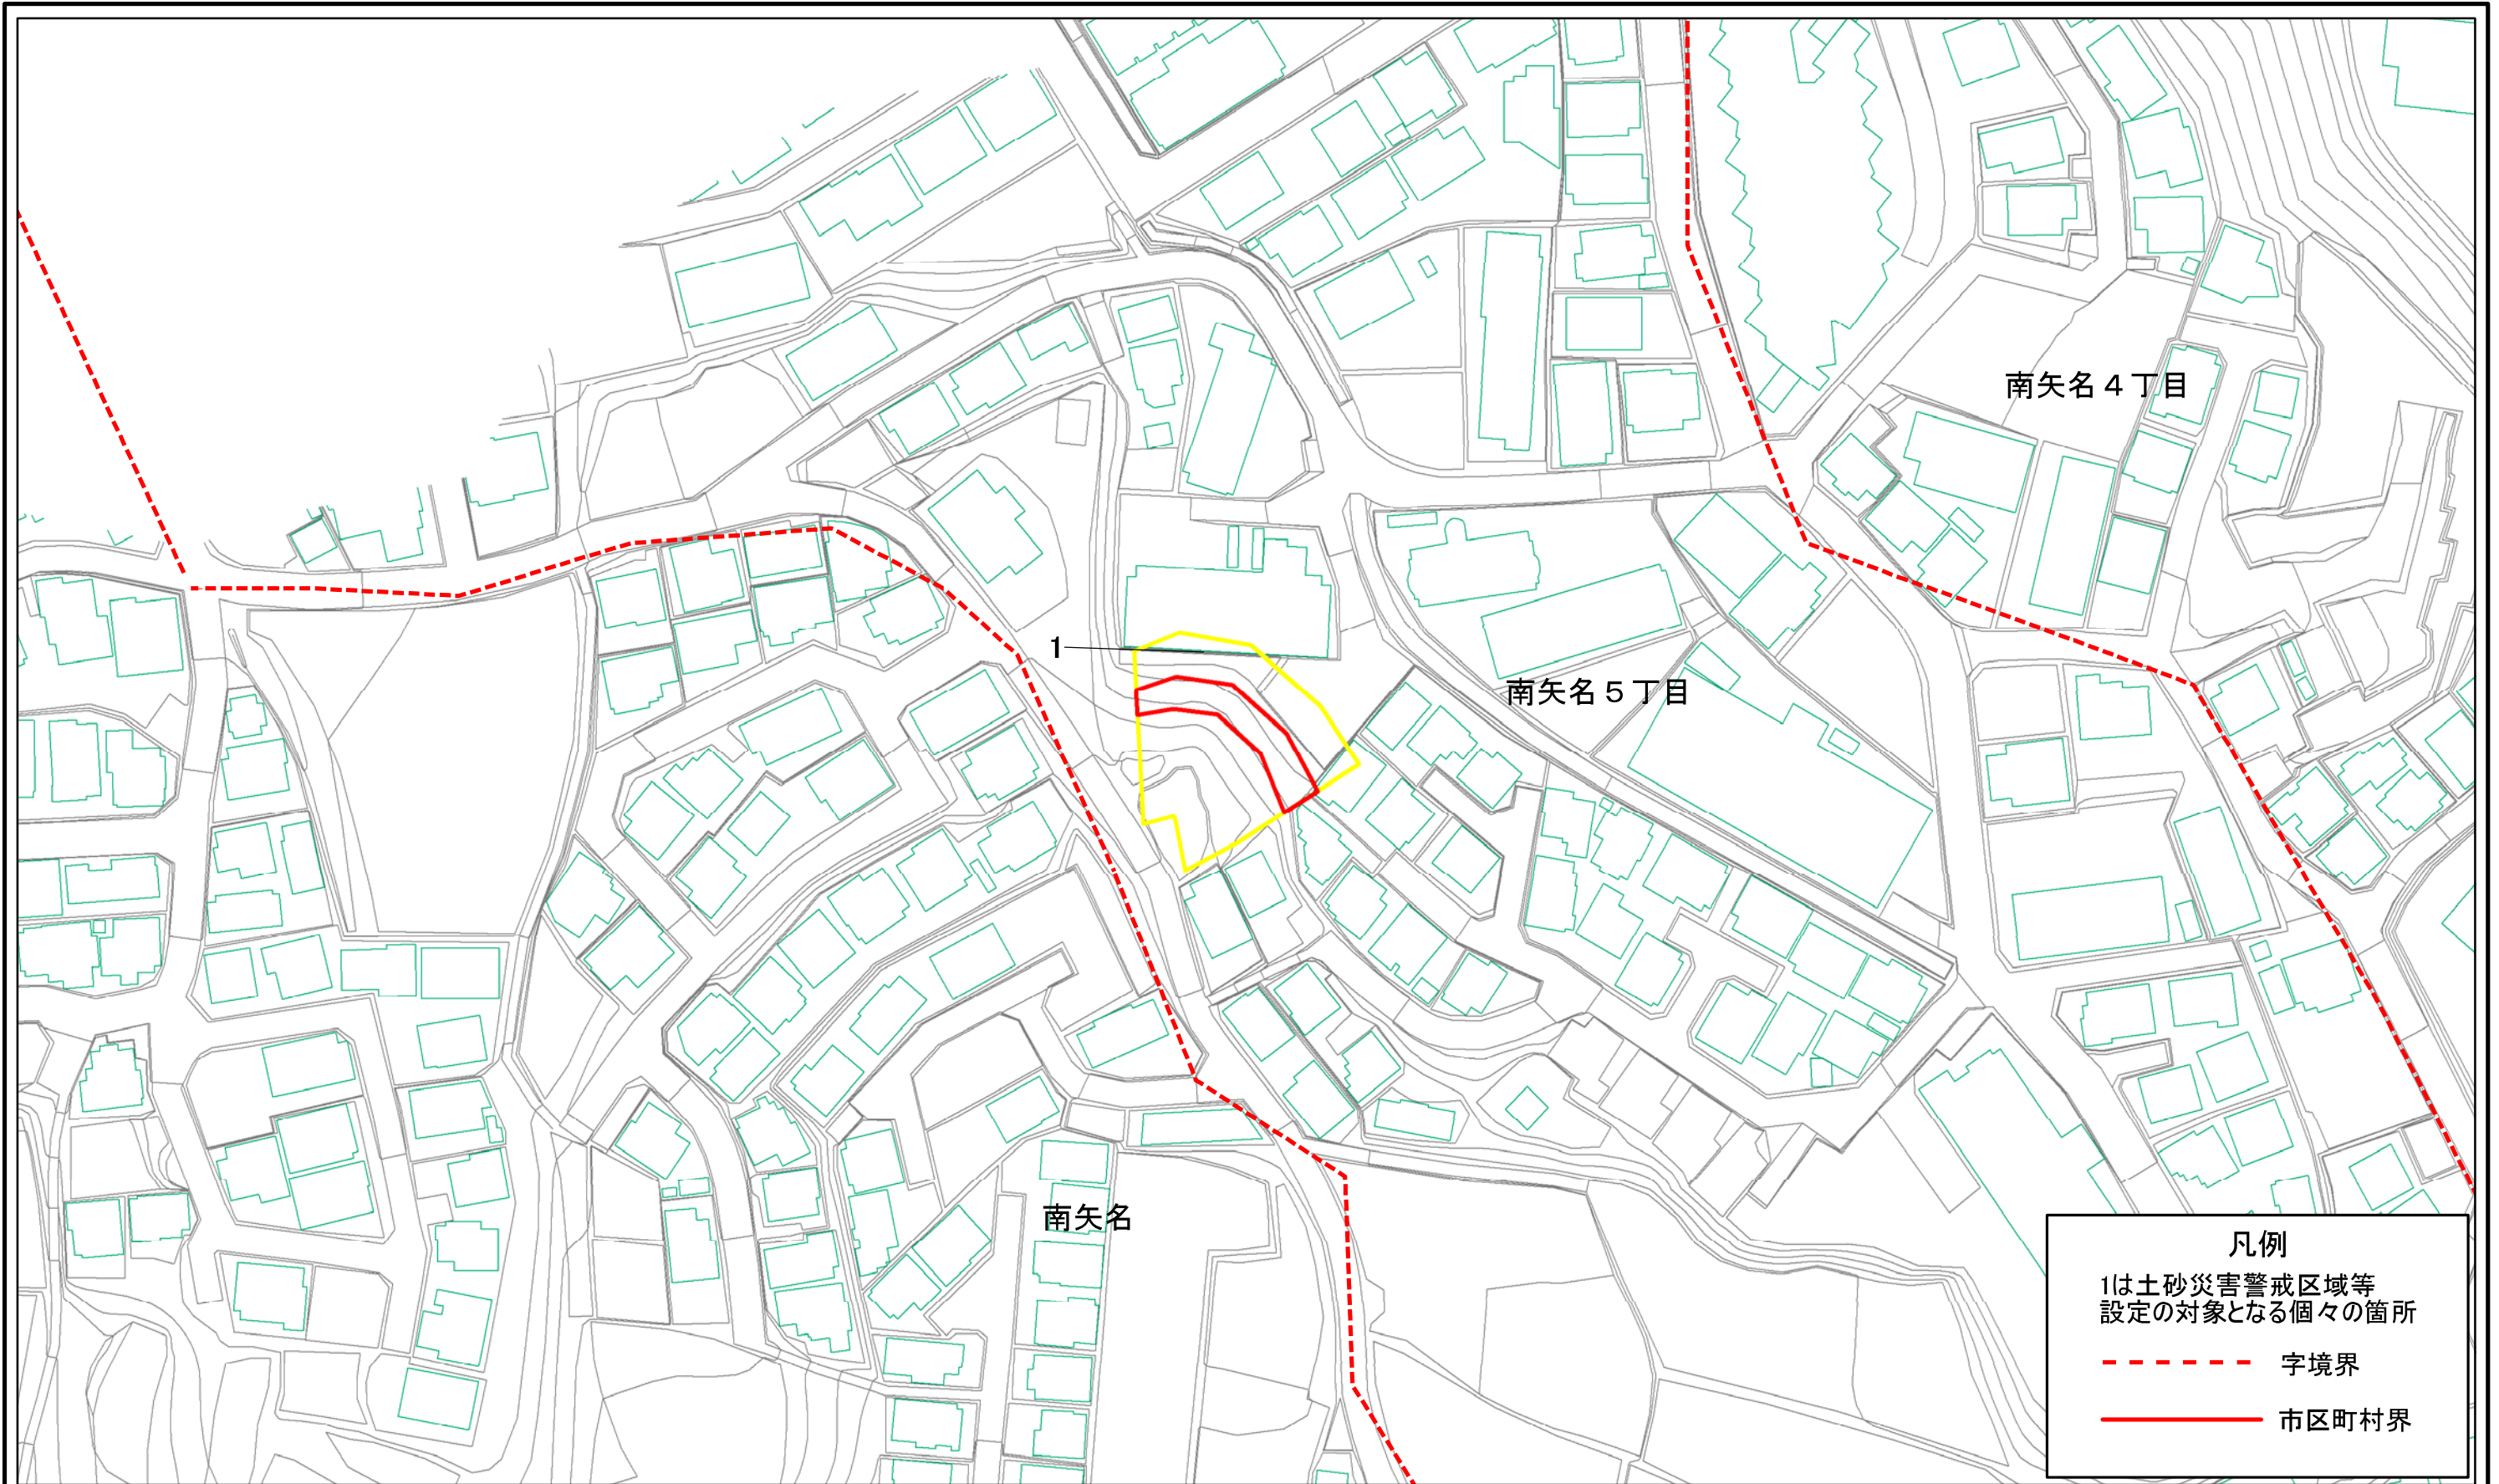 南矢名４丁目
1
南矢名５丁目
南矢名
凡例
1は土砂災害警戒区域等
設定の対象となる個々の箇所
字境界
市区町村界